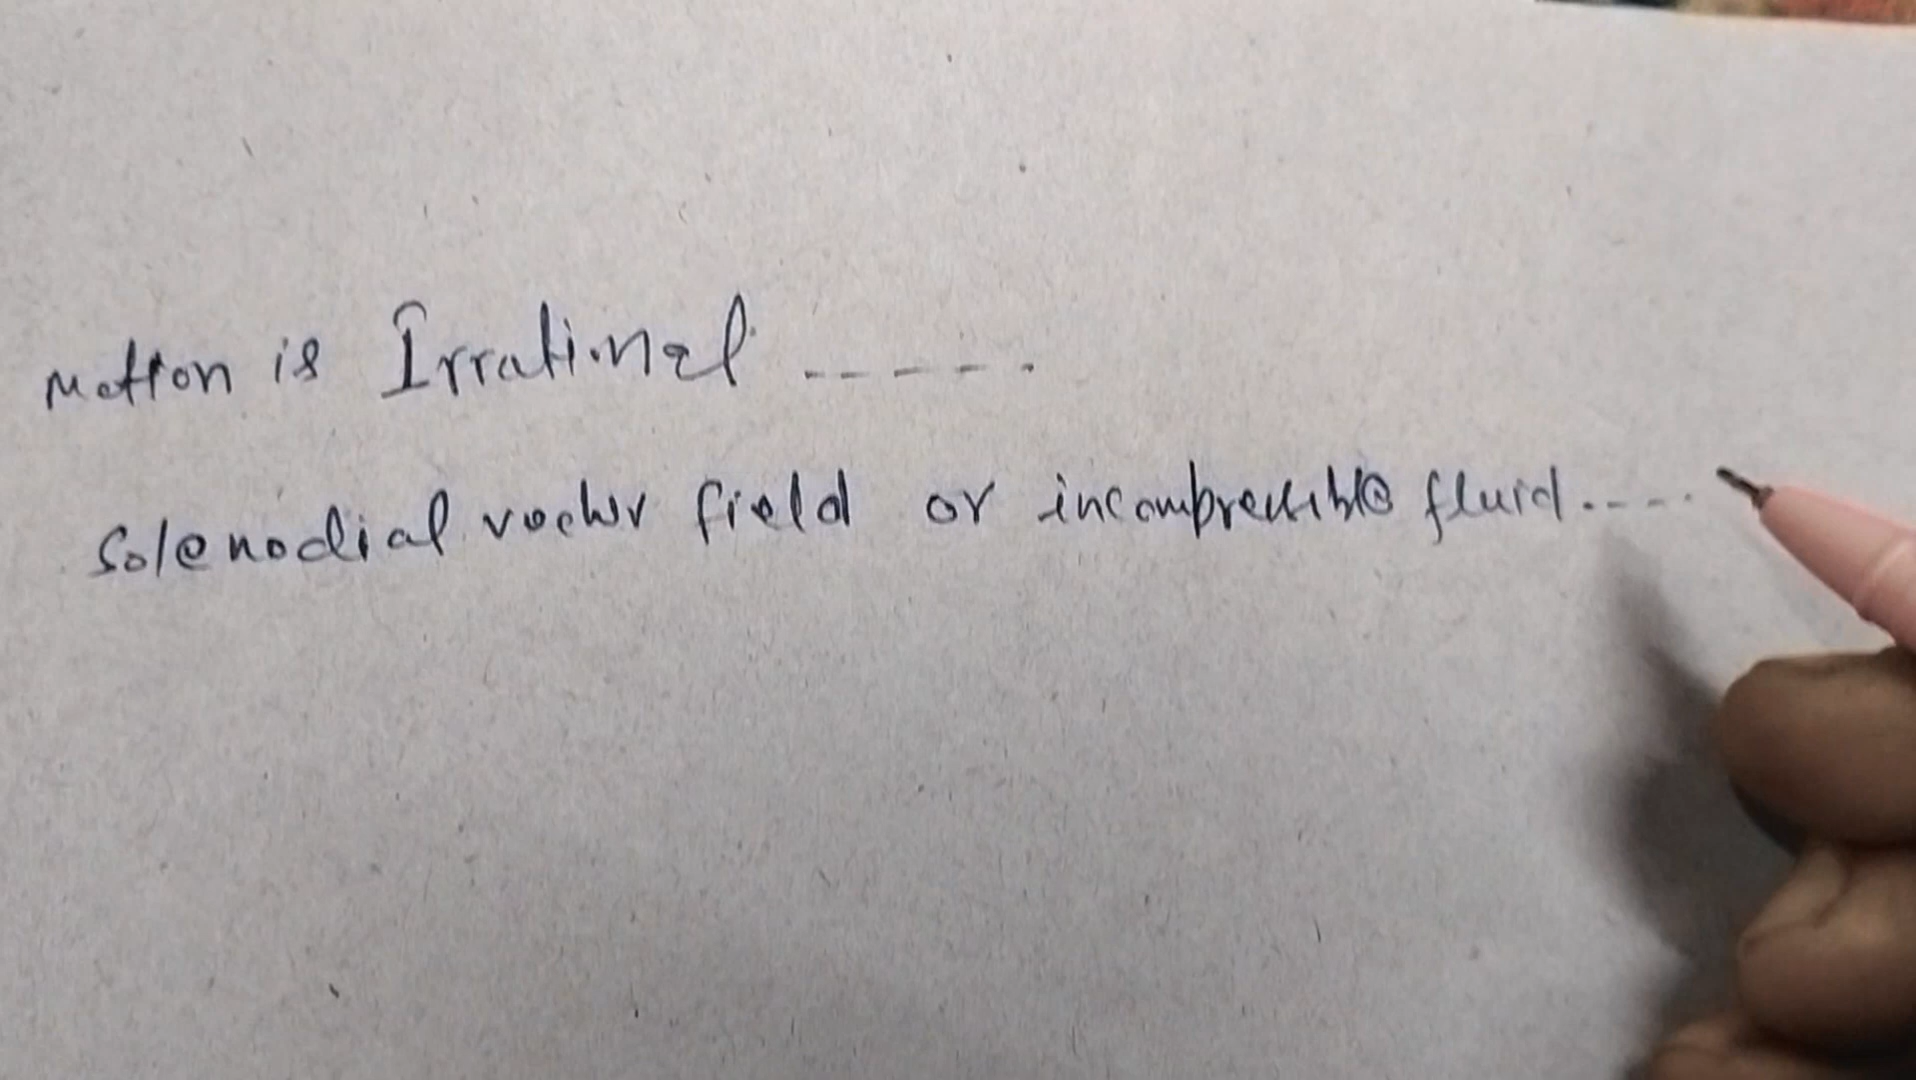 Motion is Irrational -----.
Solenodial vector field or incompressible fluid.----.